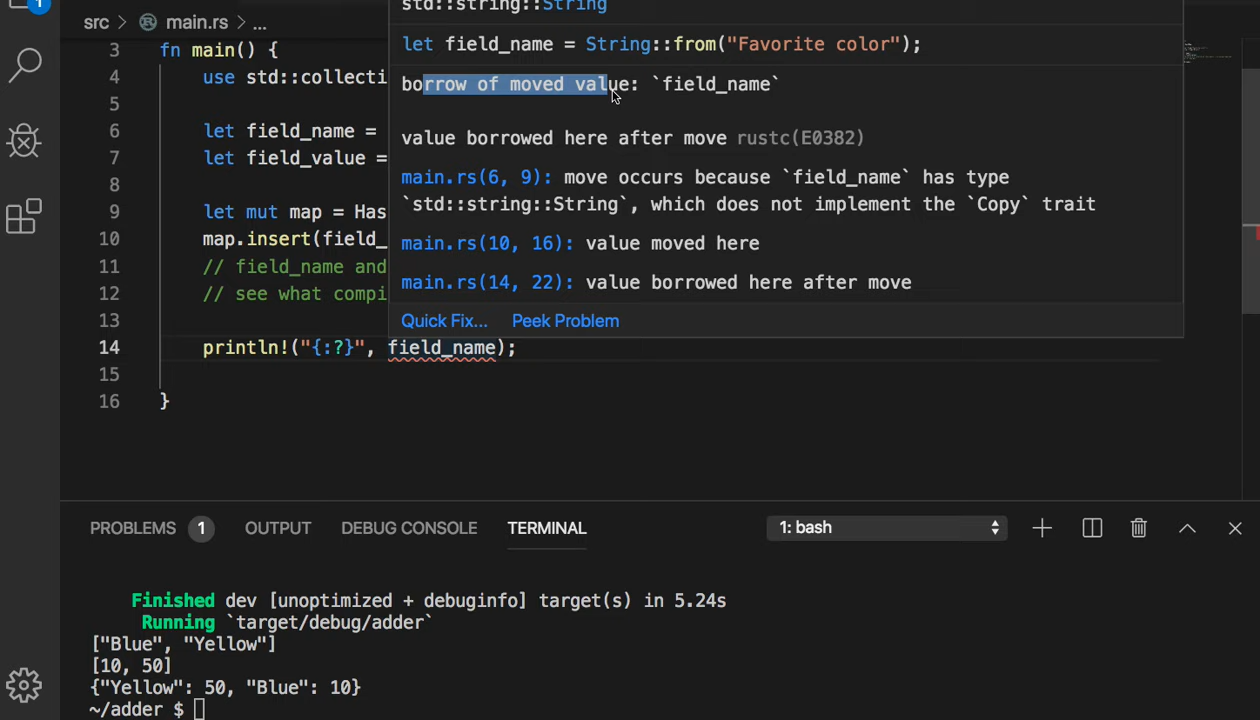 1
src > main.rs > ...
std::string::String
let field_name = String::from("Favorite color");
borrow of moved value: `field_name`
value borrowed here after move rustc(E0382)
main.rs(6, 9): move occurs because `field_name` has type
`std::string::String`, which does not implement the `Copy` trait
main.rs(10, 16): value moved here
main.rs(14, 22): value borrowed here after move
Quick Fix... Peek Problem
3 fn main() {
4 use std::collecti
5
6 let field_name =
7 let field_value =
8
9 let mut map = Has
10 map.insert(field_
11 // field_name and
12 // see what compi
13
14 println!("{:?}", field_name);
15
16 }
PROBLEMS 1 OUTPUT DEBUG CONSOLE TERMINAL 1: bash
Finished dev [unoptimized + debuginfo] target(s) in 5.24s
Running `target/debug/adder`
["Blue", "Yellow"]
[10, 50]
{"Yellow": 50, "Blue": 10}
~/adder $